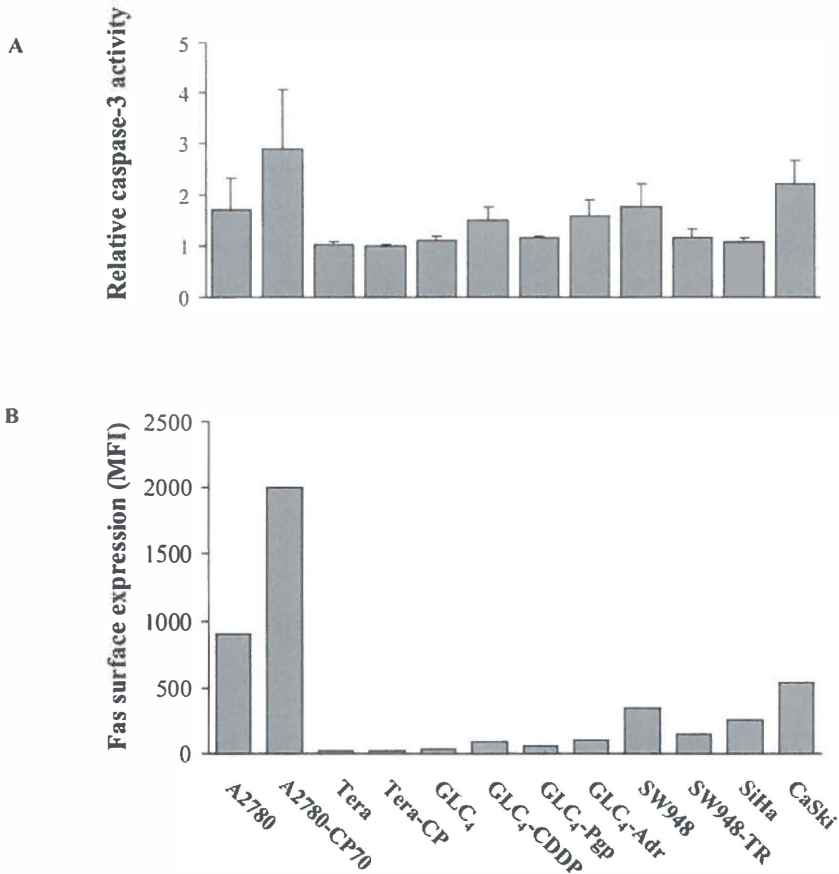 A
Relative caspase-3 activity
5
4
3
2
1
0
B
Fas surface expression (MFI)
2500
2000
1500
1000
500
0
A2780
A2780-CP70
Tera
Tera-CP
GLC₄
GLC₄-CDDP
GLC₄-Pgp
GLC₄-Adr
SW948
SW948-TR
SiHa
CaSki